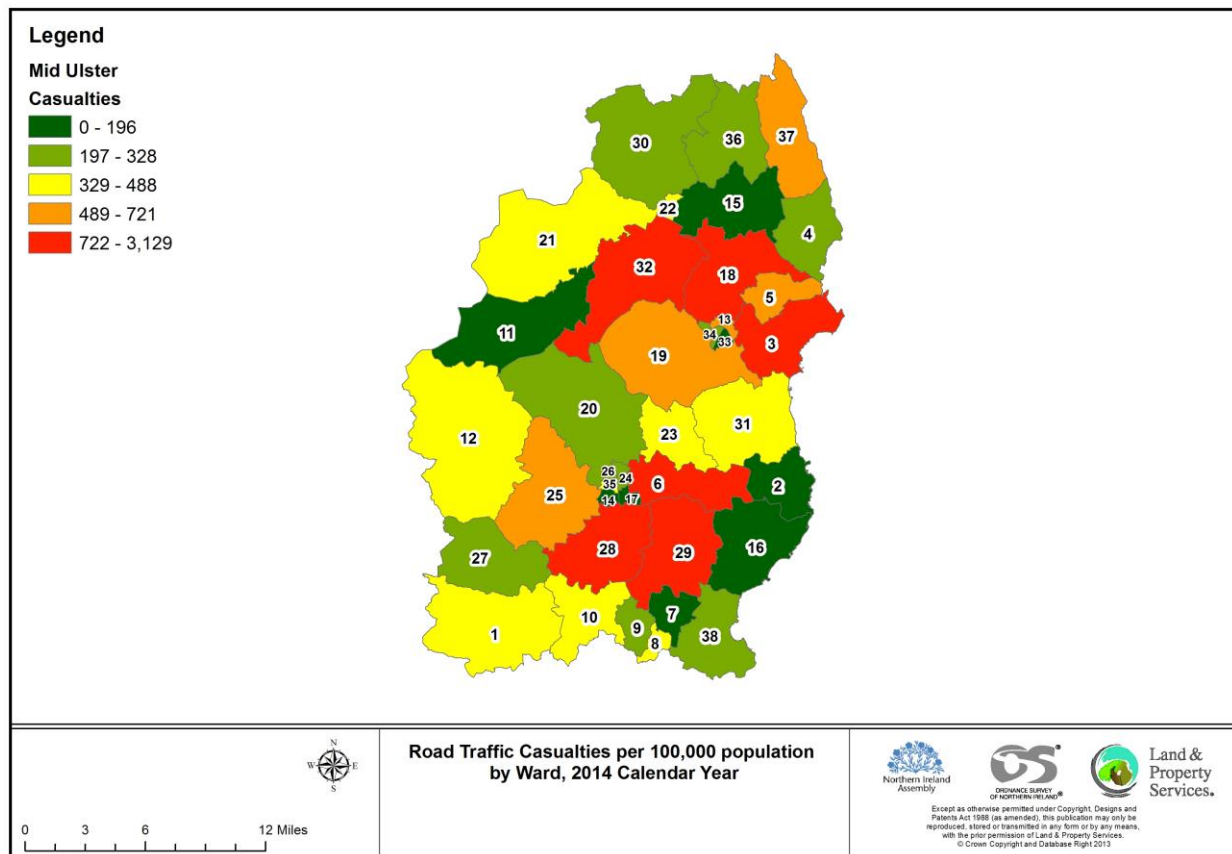 Legend
Mid Ulster
Casualties
0 - 196
197 - 328
329 - 488
489 - 721
722 - 3,129
37
36
30
15
22
4
21
32
18
5
13
11
34
33
3
19
20
12
31
23
26
24
6
2
35
25
14
17
16
28
29
27
7
10
9
38
1
8
N
W
E
S
0
3
6
12 Miles
Road Traffic Casualties per 100,000 population
by Ward, 2014 Calendar Year
Northern Ireland
Assembly
OS®
ORDNANCE SURVEY
OF NORTHERN IRELAND®
Land &
Property
Services.
Except as otherwise permitted under Copyright, Designs and
Patents Act 1988 (as amended), this publication may only be
reproduced, stored or transmitted in any form or by any means,
with the prior permission of Land & Property Services.
© Crown Copyright and Database Right 2013